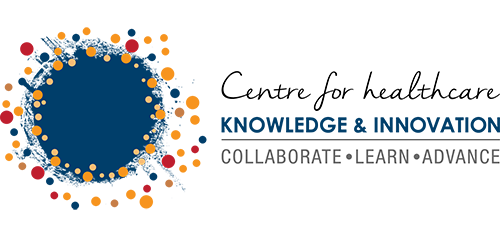 Centre for healthcare
KNOWLEDGE & INNOVATION
COLLABORATE • LEARN • ADVANCE